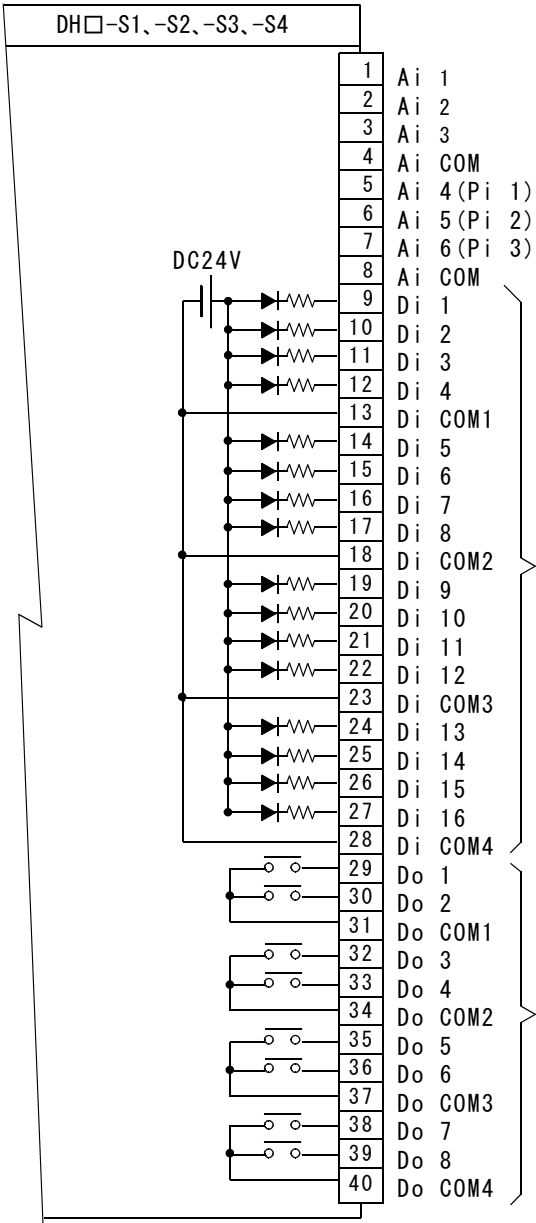 DH□-S1、-S2、-S3、-S4
1 Ai 1
2 Ai 2
3 Ai 3
4 Ai COM
5 Ai 4(Pi 1)
6 Ai 5(Pi 2)
7 Ai 6(Pi 3)
DC24V
8 Ai COM
9 Di 1
10 Di 2
11 Di 3
12 Di 4
13 Di COM1
14 Di 5
15 Di 6
16 Di 7
17 Di 8
18 Di COM2
19 Di 9
20 Di 10
21 Di 11
22 Di 12
23 Di COM3
24 Di 13
25 Di 14
26 Di 15
27 Di 16
28 Di COM4
29 Do 1
30 Do 2
31 Do COM1
32 Do 3
33 Do 4
34 Do COM2
35 Do 5
36 Do 6
37 Do COM3
38 Do 7
39 Do 8
40 Do COM4